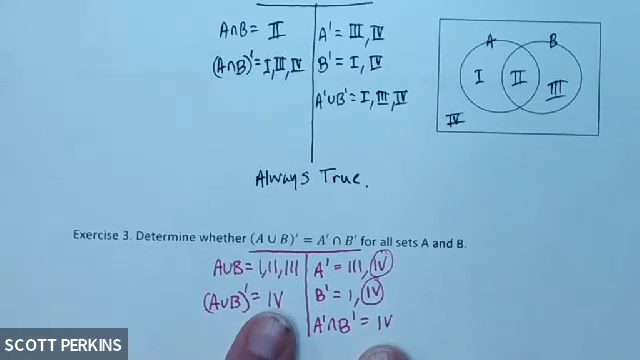 A∩B = II
(A∩B)' = I, III, IV
A' = III, IV
B' = I, IV
A'∪B' = I, III, IV
A B
I II III
IV
Always True.
Exercise 3. Determine whether (A ∪ B)' = A' ∩ B' for all sets A and B.
A∪B = I, II, III
(A∪B)' = IV
A' = III, IV
B' = I, IV
A'∩B' = IV
SCOTT PERKINS